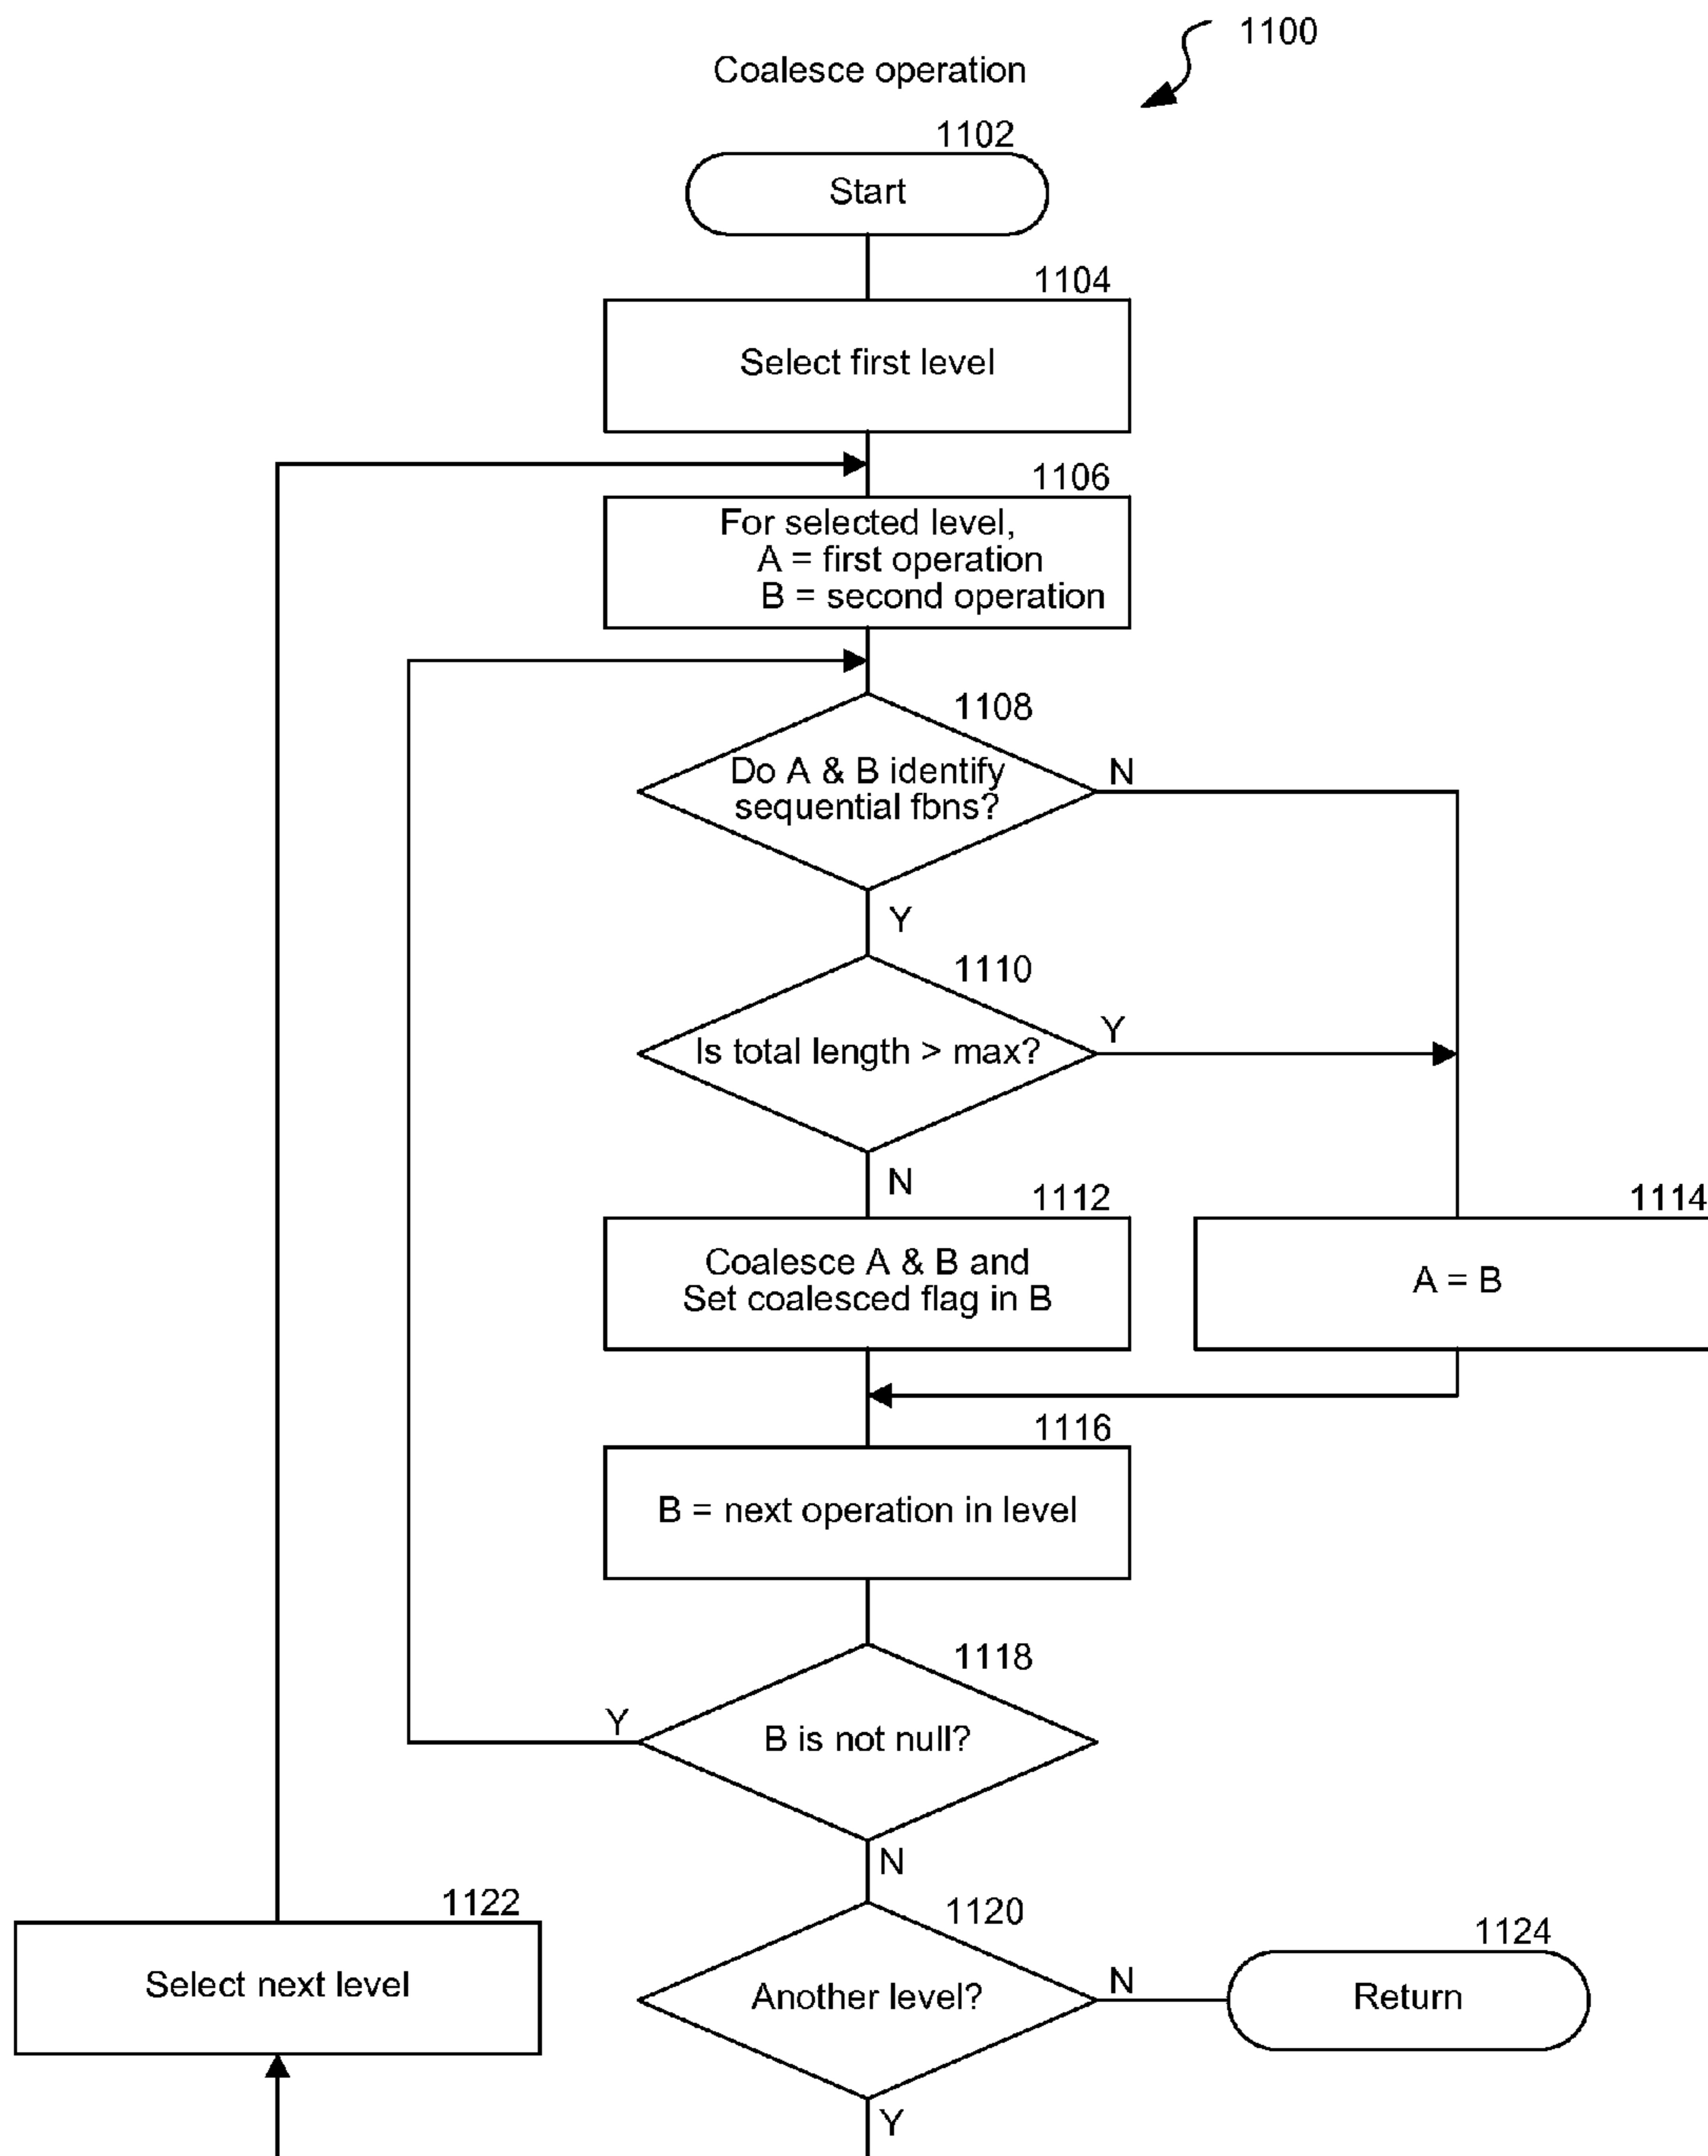 1100
Coalesce operation
1102
Start
1104
Select first level
1106
For selected level,
A = first operation
B = second operation
1108
Do A & B identify
sequential fbns?
N
Y
1110
Is total length > max?
Y
N
1112
Coalesce A & B and
Set coalesced flag in B
1114
A = B
1116
B = next operation in level
1118
B is not null?
Y
N
1122
Select next level
1120
Another level?
N
1124
Return
Y